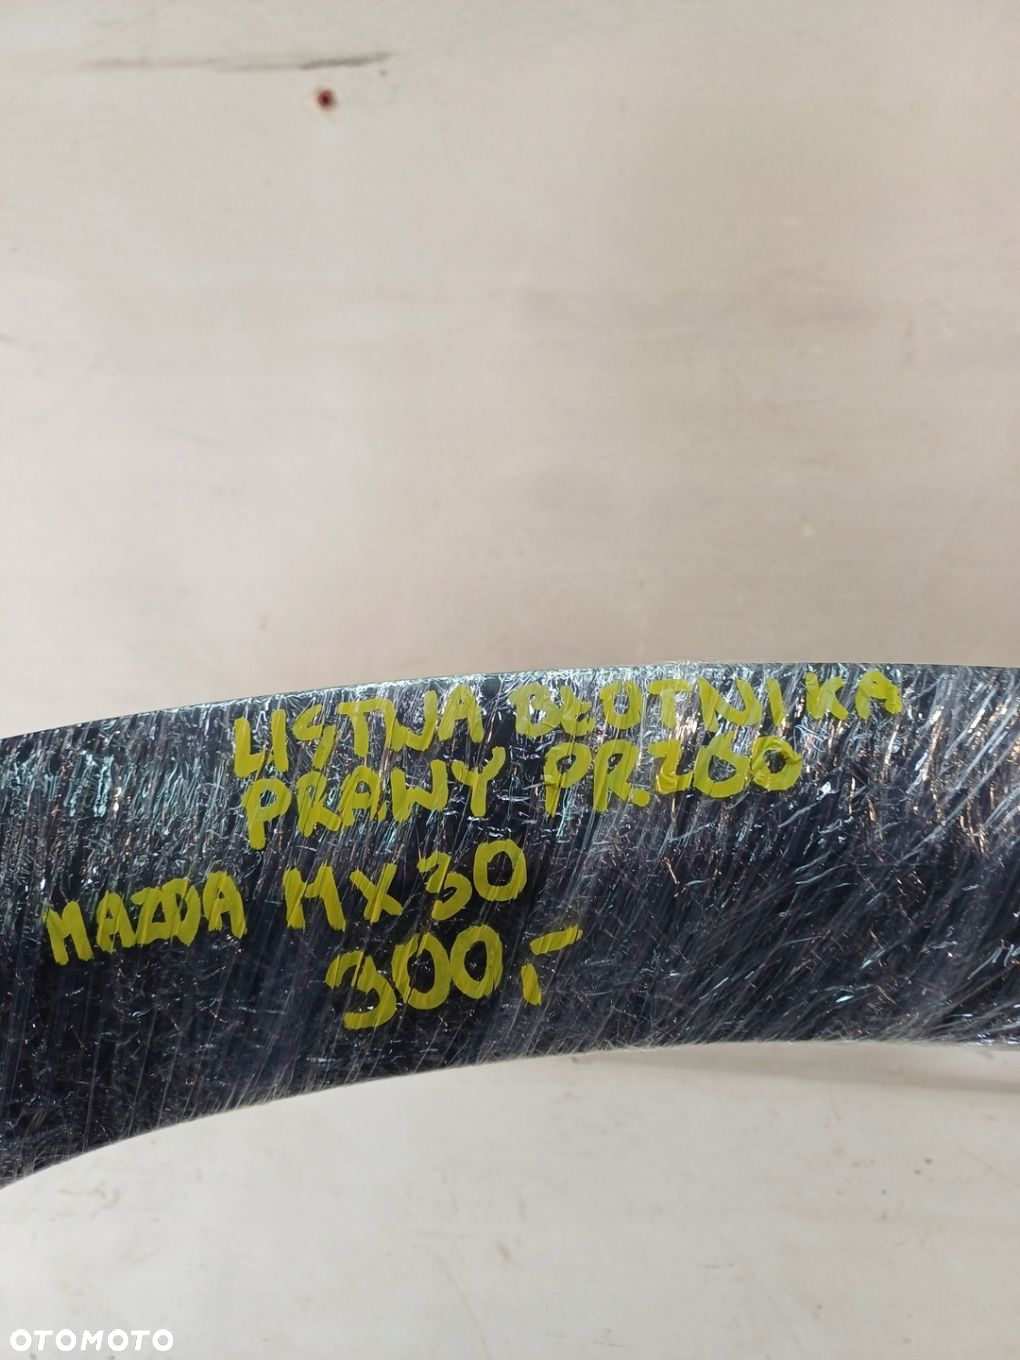 LISTWA BŁOTNIKA
PRAWY PRZÓD
MAZDA MX30
300,-
OTOMOTO